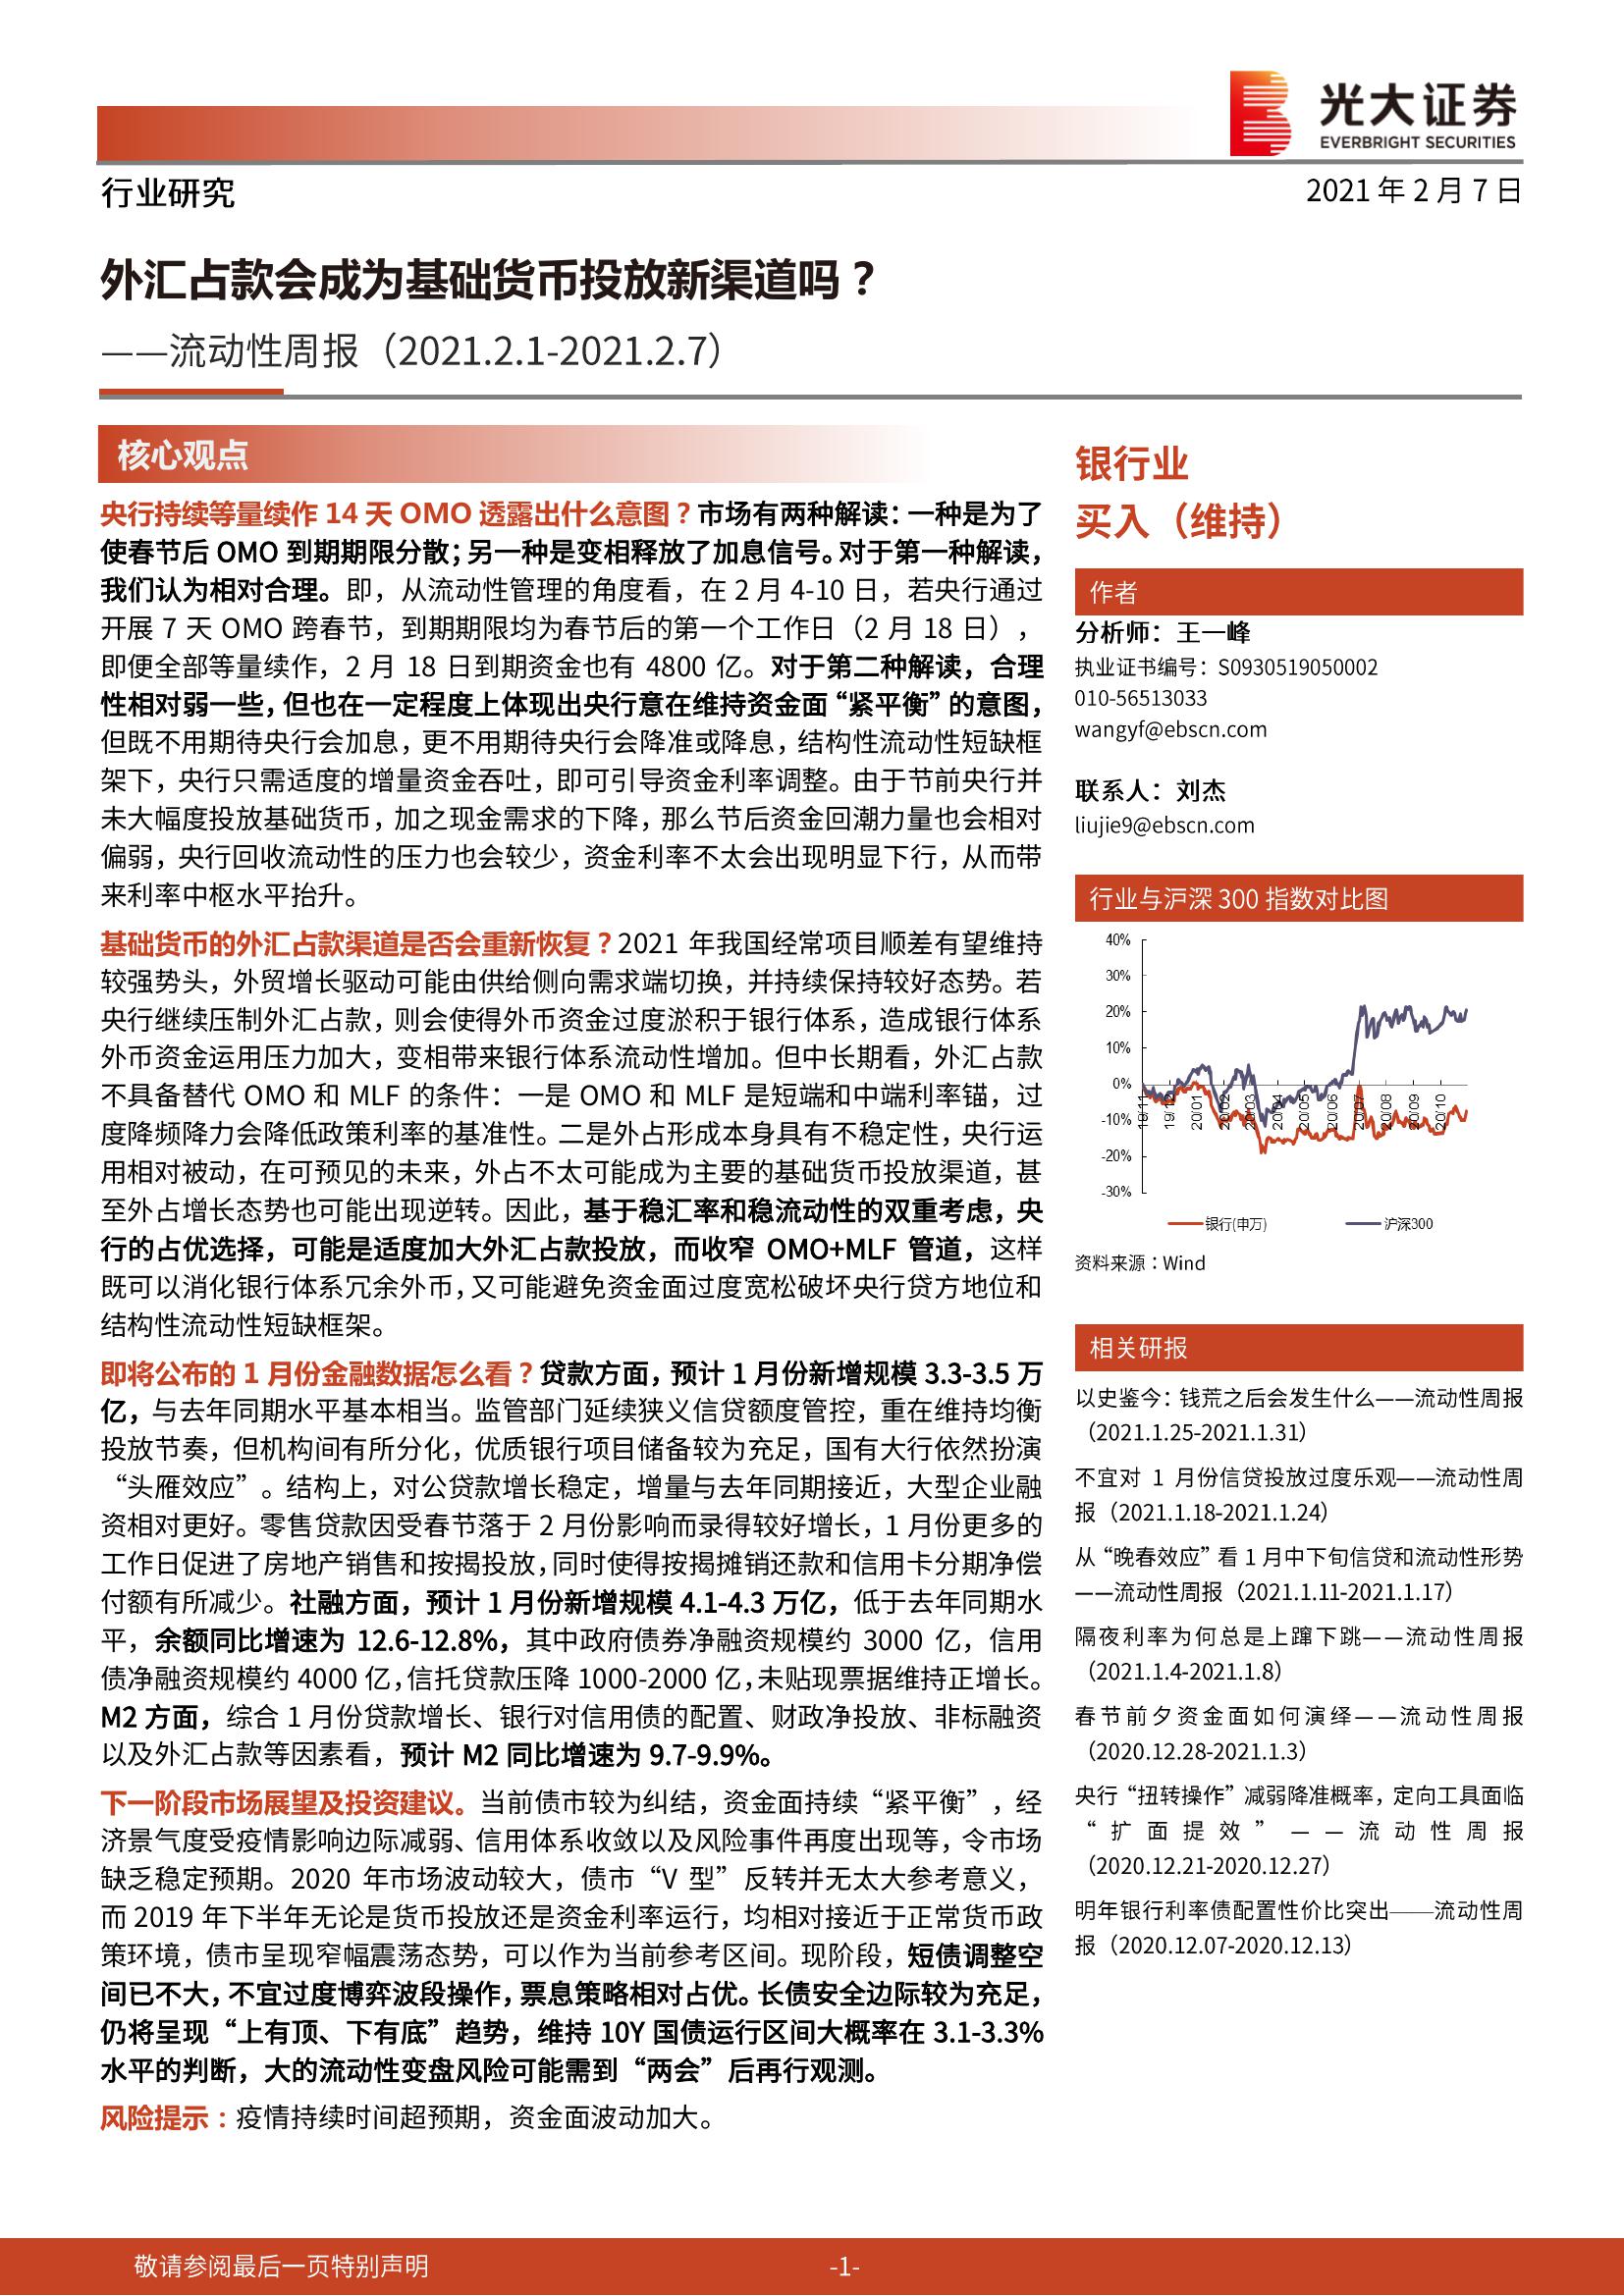 光大证券
EVERBRIGHT SECURITIES
行业研究
2021 年 2 月 7 日
外汇占款会成为基础货币投放新渠道吗？
——流动性周报（2021.2.1-2021.2.7）
核心观点
央行持续等量续作 14 天 OMO 透露出什么意图？市场有两种解读：一种是为了
使春节后 OMO 到期期限分散；另一种是变相释放了加息信号。对于第一种解读，
我们认为相对合理。即，从流动性管理的角度看，在 2 月 4-10 日，若央行通过
开展 7 天 OMO 跨春节，到期期限均为春节后的第一个工作日（2 月 18 日），
即便全部等量续作，2 月 18 日到期资金也有 4800 亿。对于第二种解读，合理
性相对弱一些，但也在一定程度上体现出央行意在维持资金面“紧平衡”的意图，
但既不用期待央行会加息，更不用期待央行会降准或降息，结构性流动性短缺框
架下，央行只需适度的增量资金吞吐，即可引导资金利率调整。由于节前央行并
未大幅度投放基础货币，加之现金需求的下降，那么节后资金回潮力量也会相对
偏弱，央行回收流动性的压力也会较少，资金利率不太会出现明显下行，从而带
来利率中枢水平抬升。
基础货币的外汇占款渠道是否会重新恢复？2021 年我国经常项目顺差有望维持
较强势头，外贸增长驱动可能由供给侧向需求端切换，并持续保持较好态势。若
央行继续压制外汇占款，则会使得外币资金过度淤积于银行体系，造成银行体系
外币资金运用压力加大，变相带来银行体系流动性增加。但中长期看，外汇占款
不具备替代 OMO 和 MLF 的条件：一是 OMO 和 MLF 是短端和中端利率锚，过
度降频降力会降低政策利率的基准性。二是外占形成本身具有不稳定性，央行运
用相对被动，在可预见的未来，外占不太可能成为主要的基础货币投放渠道，甚
至外占增长态势也可能出现逆转。因此，基于稳汇率和稳流动性的双重考虑，央
行的占优选择，可能是适度加大外汇占款投放，而收窄 OMO+MLF 管道，这样
既可以消化银行体系冗余外币，又可能避免资金面过度宽松破坏央行贷方地位和
结构性流动性短缺框架。
即将公布的 1 月份金融数据怎么看？贷款方面，预计 1 月份新增规模 3.3-3.5 万
亿，与去年同期水平基本相当。监管部门延续狭义信贷额度管控，重在维持均衡
投放节奏，但机构间有所分化，优质银行项目储备较为充足，国有大行依然扮演
“头雁效应”。结构上，对公贷款增长稳定，增量与去年同期接近，大型企业融
资相对更好。零售贷款因受春节落于 2 月份影响而录得较好增长，1 月份更多的
工作日促进了房地产销售和按揭投放，同时使得按揭摊销还款和信用卡分期净偿
付额有所减少。社融方面，预计 1 月份新增规模 4.1-4.3 万亿，低于去年同期水
平，余额同比增速为 12.6-12.8%，其中政府债券净融资规模约 3000 亿，信用
债净融资规模约 4000 亿，信托贷款压降 1000-2000 亿，未贴现票据维持正增长。
M2 方面，综合 1 月份贷款增长、银行对信用债的配置、财政净投放、非标融资
以及外汇占款等因素看，预计 M2 同比增速为 9.7-9.9%。
下一阶段市场展望及投资建议。当前债市较为纠结，资金面持续“紧平衡”，经
济景气度受疫情影响边际减弱、信用体系收敛以及风险事件再度出现等，令市场
缺乏稳定预期。2020 年市场波动较大，债市“V 型”反转并无太大参考意义，
而 2019 年下半年无论是货币投放还是资金利率运行，均相对接近于正常货币政
策环境，债市呈现窄幅震荡态势，可以作为当前参考区间。现阶段，短债调整空
间已不大，不宜过度博弈波段操作，票息策略相对占优。长债安全边际较为充足，
仍将呈现“上有顶、下有底”趋势，维持 10Y 国债运行区间大概率在 3.1-3.3%
水平的判断，大的流动性变盘风险可能需到“两会”后再行观测。
风险提示：疫情持续时间超预期，资金面波动加大。
银行业
买入（维持）
作者
分析师：王一峰
执业证书编号：S0930519050002
010-56513033
wangyf@ebscn.com
联系人：刘杰
liujie9@ebscn.com
行业与沪深 300 指数对比图
40%
30%
20%
10%
0%
-10%
-20%
-30%
19/11
19/12
20/01
20/02
20/03
20/04
20/05
20/06
20/07
20/08
20/09
20/10
银行(申万)
沪深300
资料来源：Wind
相关研报
以史鉴今：钱荒之后会发生什么——流动性周报
（2021.1.25-2021.1.31）
不宜对 1 月份信贷投放过度乐观——流动性周
报（2021.1.18-2021.1.24）
从“晚春效应”看 1 月中下旬信贷和流动性形势
——流动性周报（2021.1.11-2021.1.17）
隔夜利率为何总是上蹿下跳——流动性周报
（2021.1.4-2021.1.8）
春节前夕资金面如何演绎——流动性周报
（2020.12.28-2021.1.3）
央行“扭转操作”减弱降准概率，定向工具面临
“扩面提效”——流动性周报
（2020.12.21-2020.12.27）
明年银行利率债配置性价比突出——流动性周
报（2020.12.07-2020.12.13）
敬请参阅最后一页特别声明
-1-